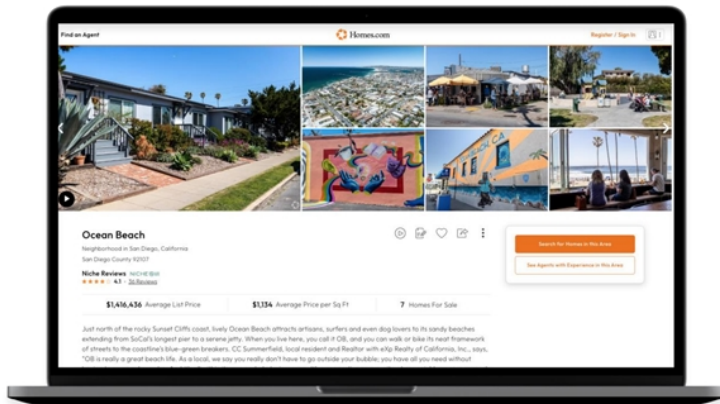 Find an Agent
Homes.com
Register / Sign In
Ocean Beach
Neighborhood in San Diego, California
San Diego County 92107
Niche Reviews NICHE
4.1 - 36 Reviews
$1,416,436 Average List Price
$1,134 Average Price per Sq Ft
7 Homes For Sale
Search for Homes in this Area
See Agents with Experience in this Area
Just north of the rocky Sunset Cliffs coast, lively Ocean Beach attracts artisans, surfers and even dog lovers to its sandy beaches
extending from SoCal's longest pier to a serene jetty. When you live here, you call it OB, and you can walk or bike its neat framework
of streets to the coastline's blue-green breakers. CC Summerfield, local resident and Realtor with eXp Realty of California, Inc., says,
"OB is really a great beach life. As a local, we say you really don't have to go outside your bubble; you have all you need without